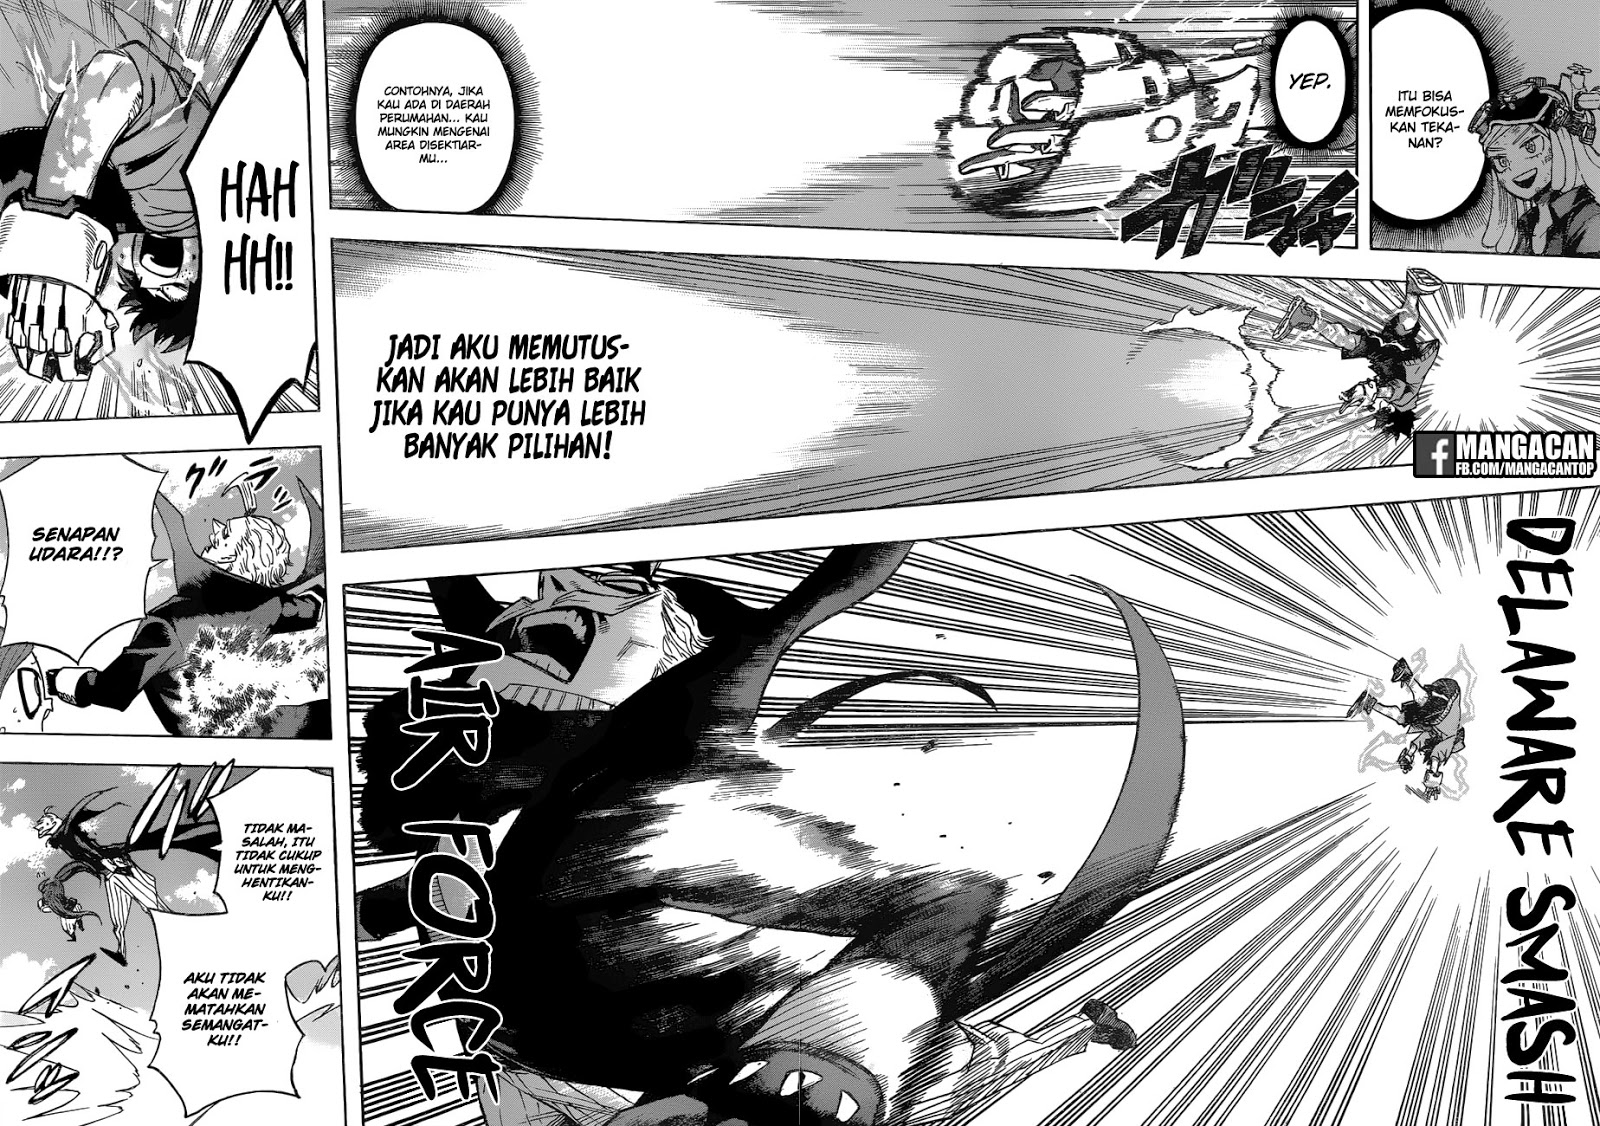 ITU BISA
MEMFOKUS-
KAN TEKA-
NAN?
YEP.
CONTOHNYA, JIKA
KAU ADA DI DAERAH
PERUMAHAN... KAU
MUNGKIN MENGENAI
AREA DISEKTIAR-
MU...
JADI AKU MEMUTUS-
KAN AKAN LEBIH BAIK
JIKA KAU PUNYA LEBIH
BANYAK PILIHAN!
MANGACAN
FB.COM/MANGACANTOP
DELAWARE SMASH
AIR FORCE
HAH
HH!!
SENAPAN
UDARA!!?
TIDAK MA-
SALAH, ITU
TIDAK CUKUP
UNTUK MENG-
HENTIKAN-
KU!!
AKU TIDAK
AKAN ME-
MATAHKAN
SEMANGAT-
KU!!